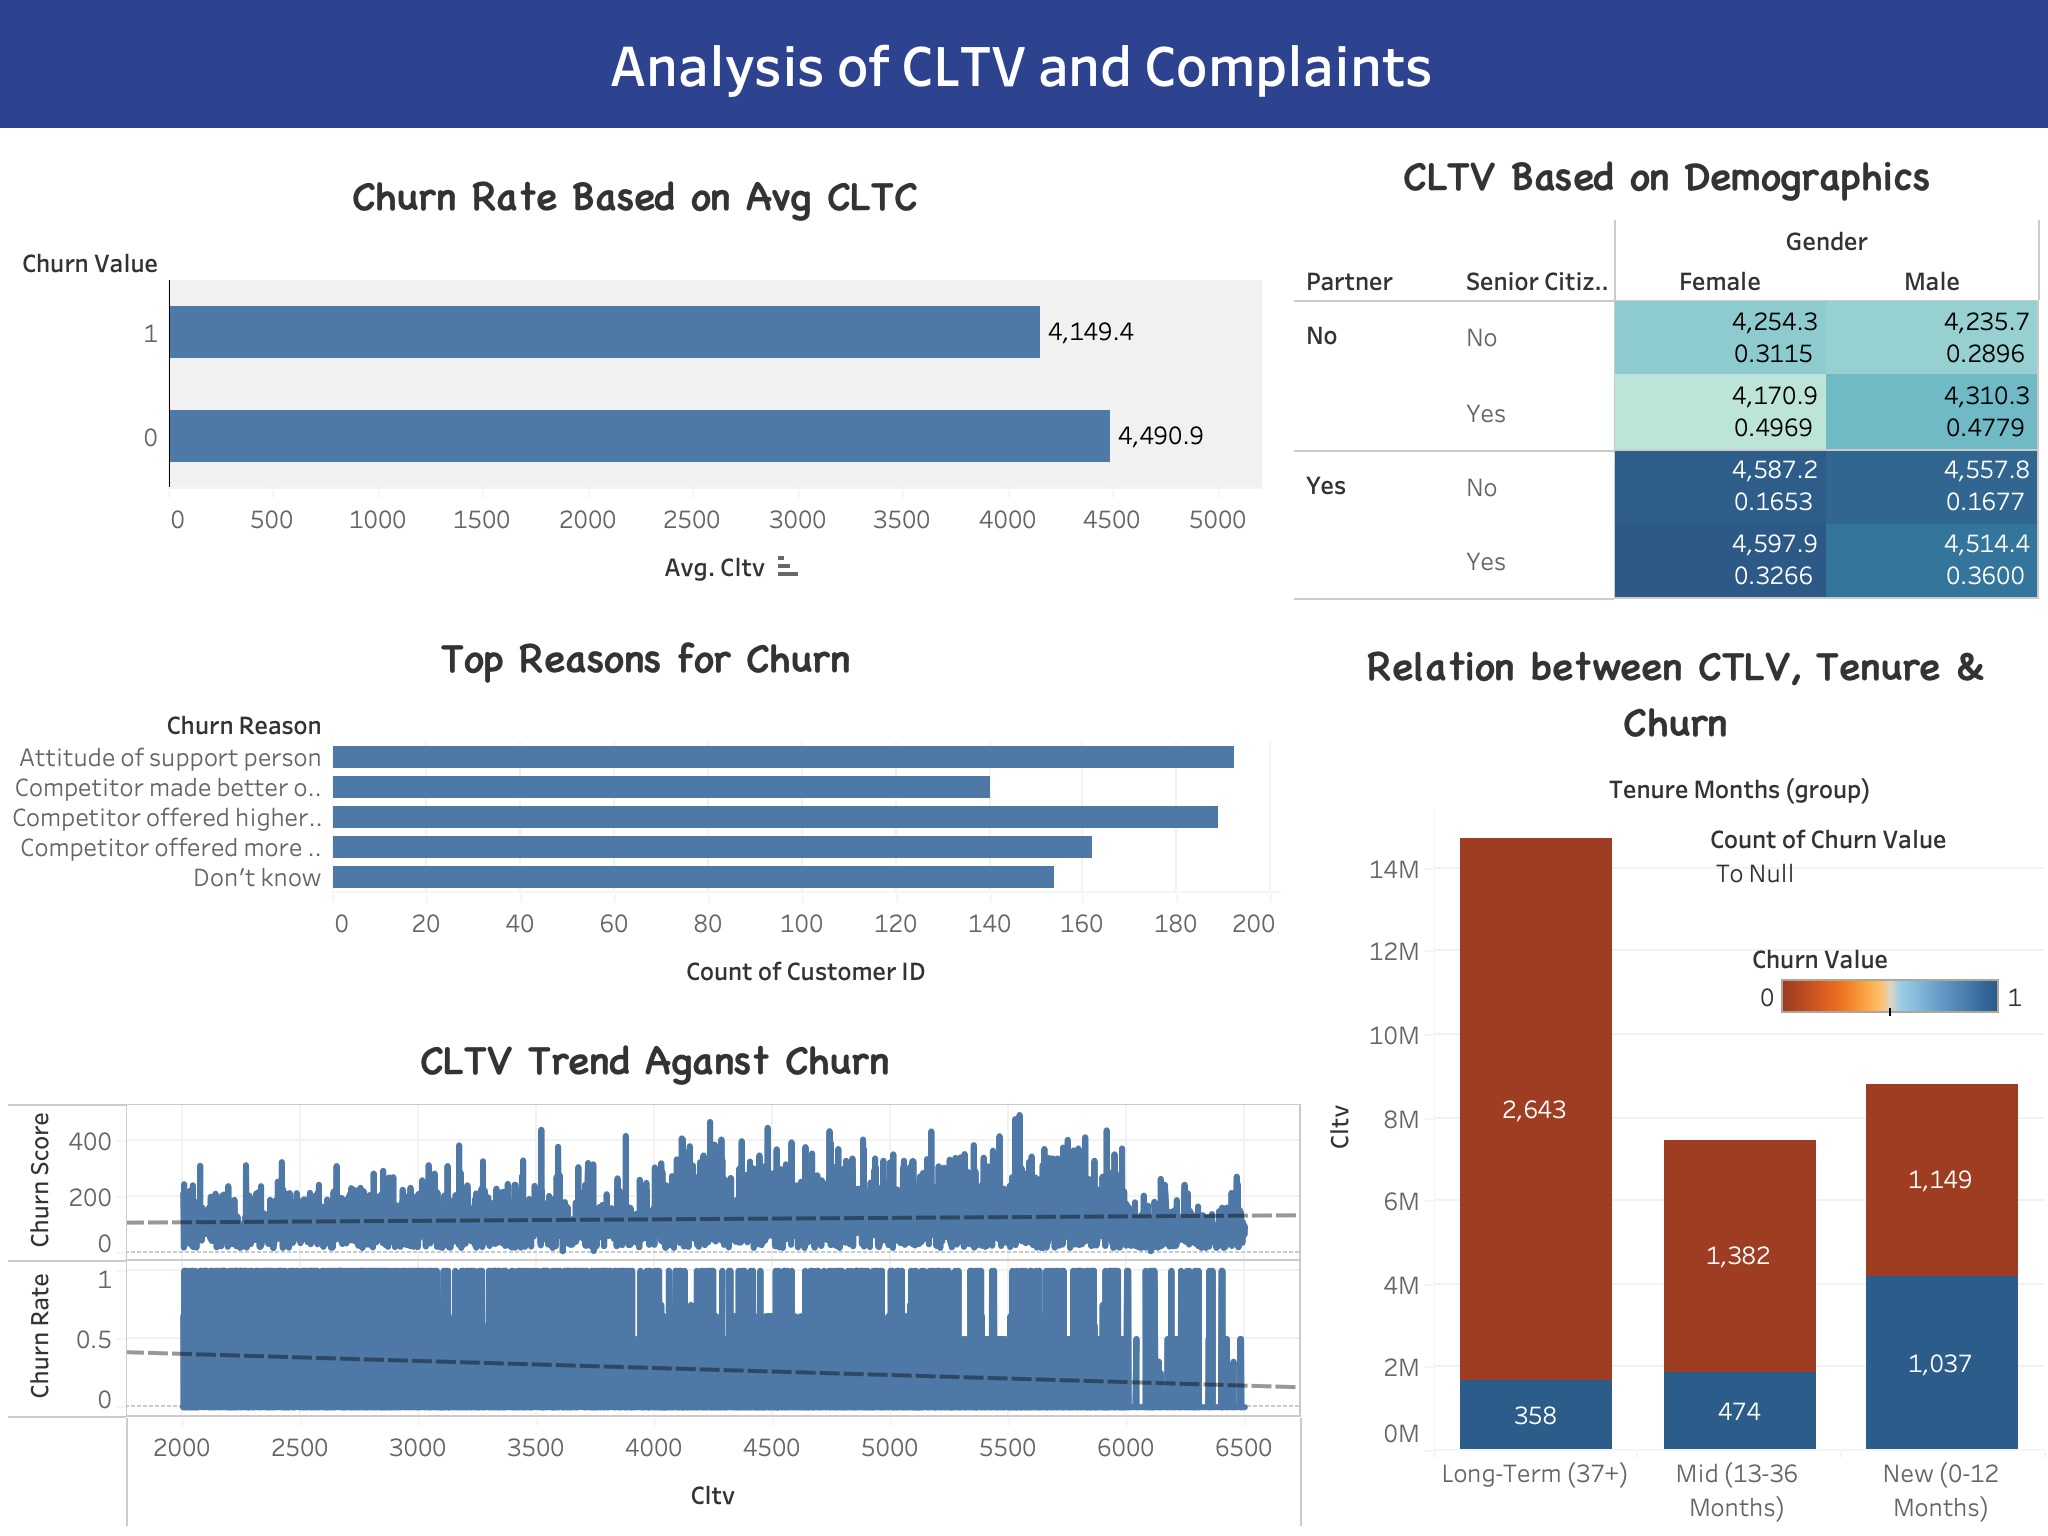 Analysis of CLTV and Complaints
Churn Rate Based on Avg CLTC
Churn Value
1
4,149.4
0
4,490.9
0 500 1000 1500 2000 2500 3000 3500 4000 4500 5000
Avg. Cltv
CLTV Based on Demographics
Gender
Partner Senior Citiz.. Female Male
No No 4,254.3 4,235.7
0.3115 0.2896
Yes 4,170.9 4,310.3
0.4969 0.4779
Yes No 4,587.2 4,557.8
0.1653 0.1677
Yes 4,597.9 4,514.4
0.3266 0.3600
Top Reasons for Churn
Churn Reason
Attitude of support person
Competitor made better o..
Competitor offered higher..
Competitor offered more ..
Don't know
0 20 40 60 80 100 120 140 160 180 200
Count of Customer ID
CLTV Trend Aganst Churn
Churn Score
400
200
0
Churn Rate
1
0.5
0
2000 2500 3000 3500 4000 4500 5000 5500 6000 6500
Cltv
Relation between CTLV, Tenure &
Churn
Tenure Months (group)
Count of Churn Value
To Null
Churn Value
0 1
Cltv
14M
12M
10M
8M
6M
4M
2M
0M
2,643
358
1,382
474
1,149
1,037
Long-Term (37+) Mid (13-36 New (0-12
Months) Months)